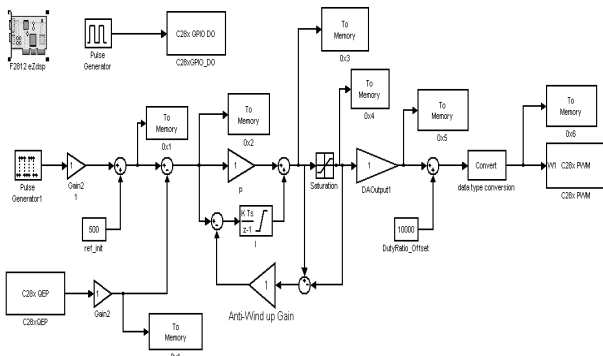 C28x GPIO DO
To
Memory
0x3
F2812 eZdsp
Pulse
Generator
C28xGPIO_DO
To
Memory
0x1
To
Memory
0x2
To
Memory
0x4
To
Memory
0x5
To
Memory
0x6
Pulse
Generator1
1
Gain2
1
1
p
Saturation
1
DAOutput1
Convert
data type conversion
W1
C28x PWM
C28x PWM
500
ref_init
K Ts
z-1
I
10000
DutyRatio_Offset
C28x QEP
C28xQEP
1
Gain2
1
Anti-Wind up Gain
To
Memory